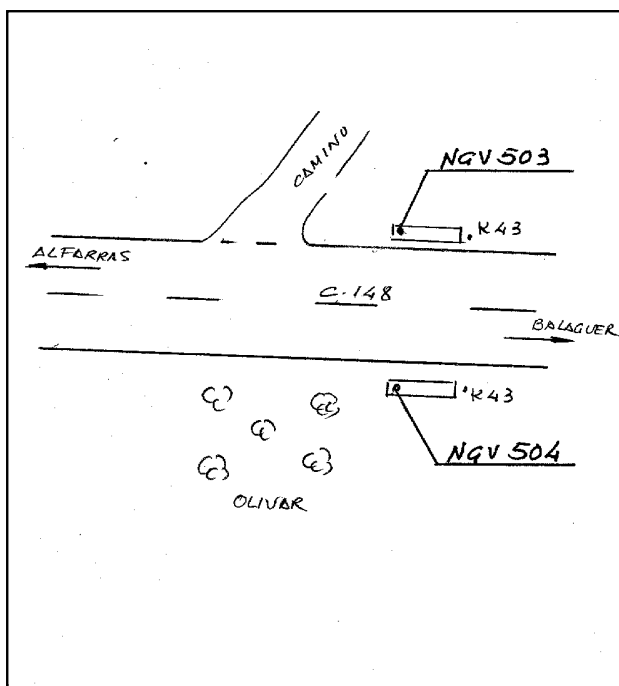 CAMINO
NGV 503
K43
ALFARRAS
C-148
BALAGUER
K43
NGV 504
OLIVAR